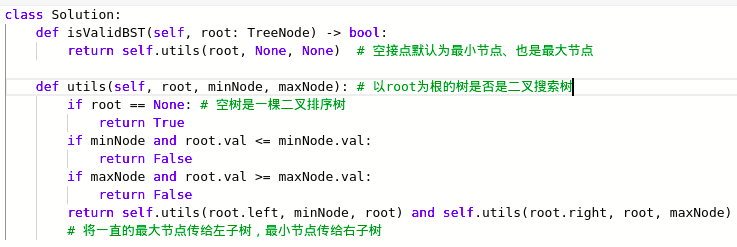 class Solution:
    def isValidBST(self, root: TreeNode) -> bool:
        return self.utils(root, None, None)  # 空接点默认为最小节点、也是最大节点
    def utils(self, root, minNode, maxNode): # 以root为根的树是否是二叉搜索树
        if root == None: # 空树是一棵二叉排序树
            return True
        if minNode and root.val <= minNode.val:
            return False
        if maxNode and root.val >= maxNode.val:
            return False
        return self.utils(root.left, minNode, root) and self.utils(root.right, root, maxNode)
        # 将一直的最大节点传给左子树，最小节点传给右子树